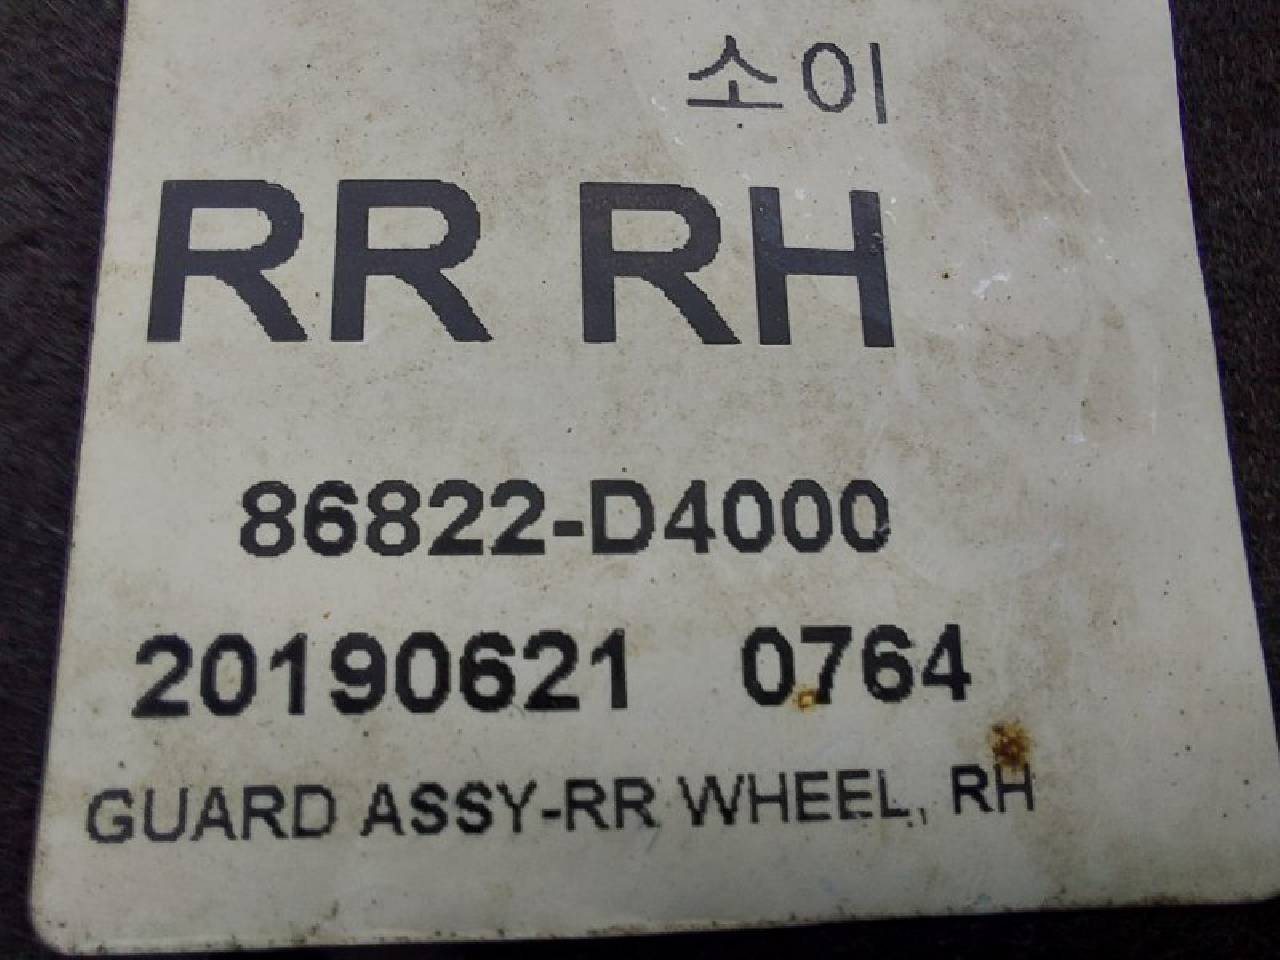 소이
RR RH
86822-D4000
20190621 0764
GUARD ASSY-RR WHEEL, RH